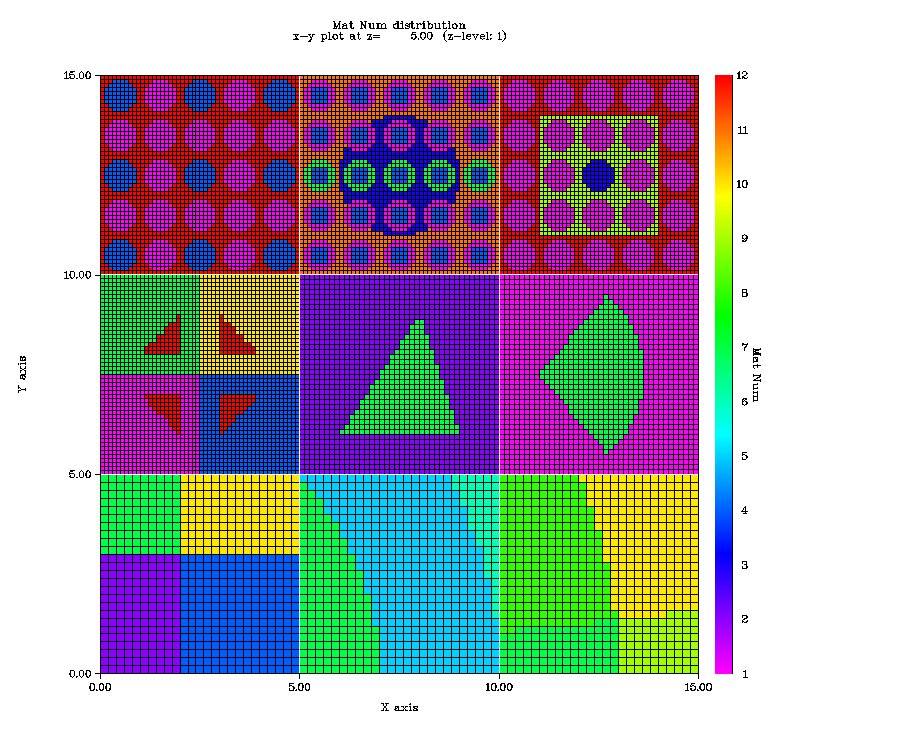 Mat Num distribution
x-y plot at z= 5.00 (z-level: 1)
15.00
10.00
5.00
0.00
Y axis
0.00 5.00 10.00 15.00
X axis
12
11
10
9
8
7
6
5
4
3
2
1
Mat Num